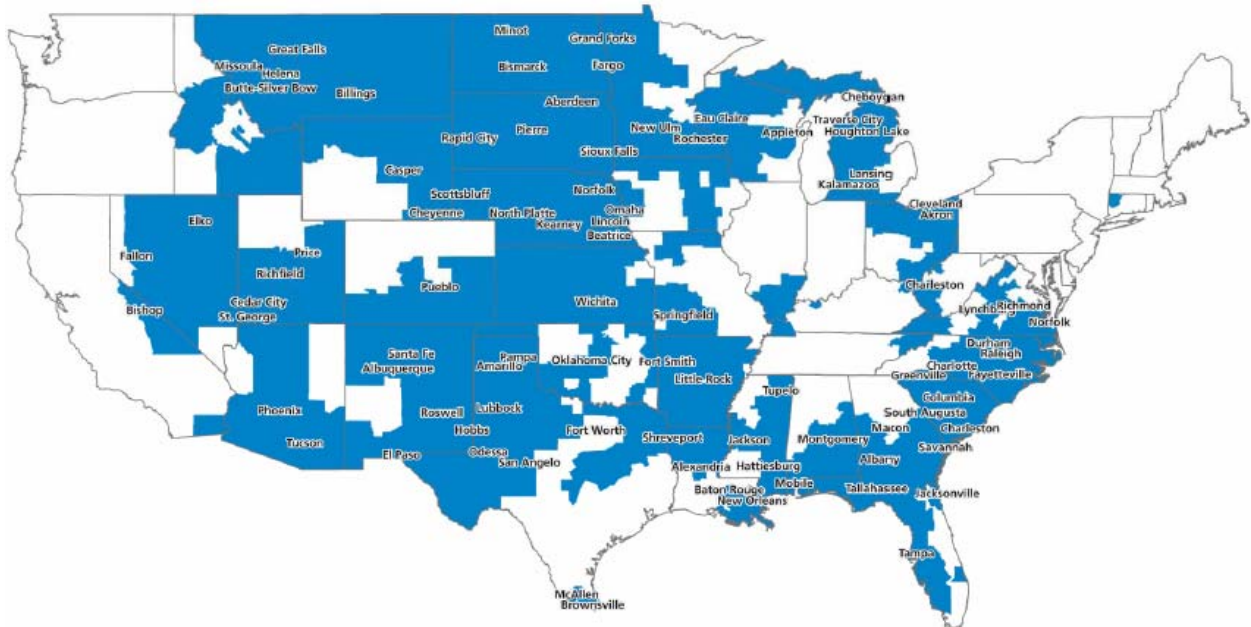 Minot
Grand Forks
Great Falls
Missoula
Helena
Bismarck
Fargo
Butte-Silver Bow
Billings
Aberdeen
Cheboygan
Rapid City
Pierre
New Ulm
Eau Claire
Rochester
Appleton
Traverse City
Houghton Lake
Sioux Falls
Casper
Lansing
Kalamazoo
Scottsbluff
Norfolk
Elko
Cheyenne
North Platte
Kearney
Omaha
Lincoln
Beatrice
Cleveland
Akron
Fallon
Price
Richfield
Pueblo
Charleston
Bishop
Cedar City
St. George
Wichita
Springfield
Lynchburg
Richmond
Norfolk
Santa Fe
Albuquerque
Pampa
Amarillo
Oklahoma City
Fort Smith
Little Rock
Durham
Raleigh
Charlotte
Greenville
Fayetteville
Tupelo
Columbia
Phoenix
Roswell
Lubbock
South Augusta
Macon
Charleston
Hobbs
Fort Worth
Tucson
Shreveport
Jackson
Montgomery
Savannah
El Paso
Odessa
San Angelo
Alexandria
Hattiesburg
Albany
Mobile
Baton Rouge
New Orleans
Tallahassee
Jacksonville
Tampa
McAllen
Brownsville